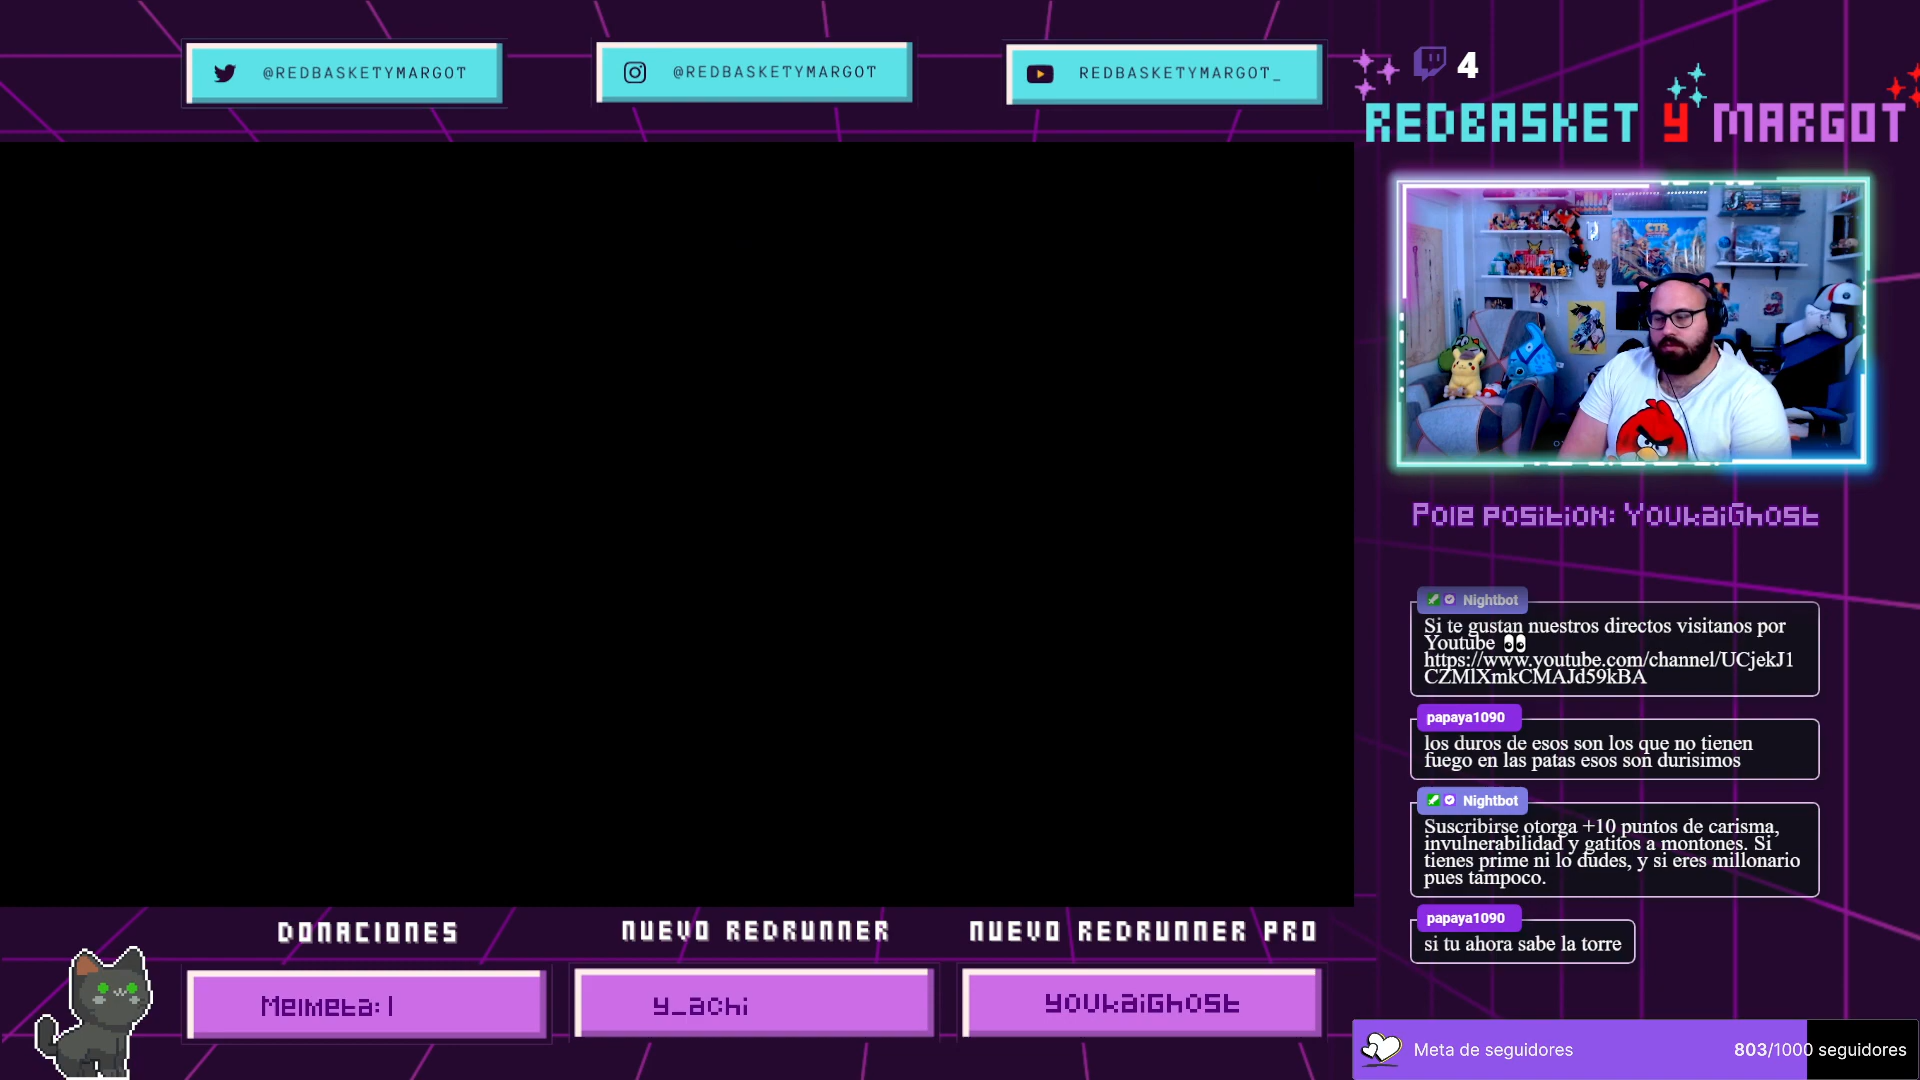 @REDBASKETYMARGOT
@REDBASKETYMARGOT
REDBASKETYMARGOT_
4
REDBASKET Y MARGOT
CTR
Pole position: YoukaiGhost
Nightbot
Si te gustan nuestros directos visitanos por
Youtube 👀
https://www.youtube.com/channel/UCjekJ1
CZMlXmkCMAJd59kBA
papaya1090
los duros de esos son los que no tienen
fuego en las patas esos son durisimos
Nightbot
Suscribirse otorga +10 puntos de carisma,
invulnerabilidad y gatitos a montones. Si
tienes prime ni lo dudes, y si eres millonario
pues tampoco.
papaya1090
si tu ahora sabe la torre
DONACIONES
NUEVO REDRUNNER
NUEVO REDRUNNER PRO
Melmeta: 1
y_achi
youkaiGhost
Meta de seguidores
803/1000 seguidores